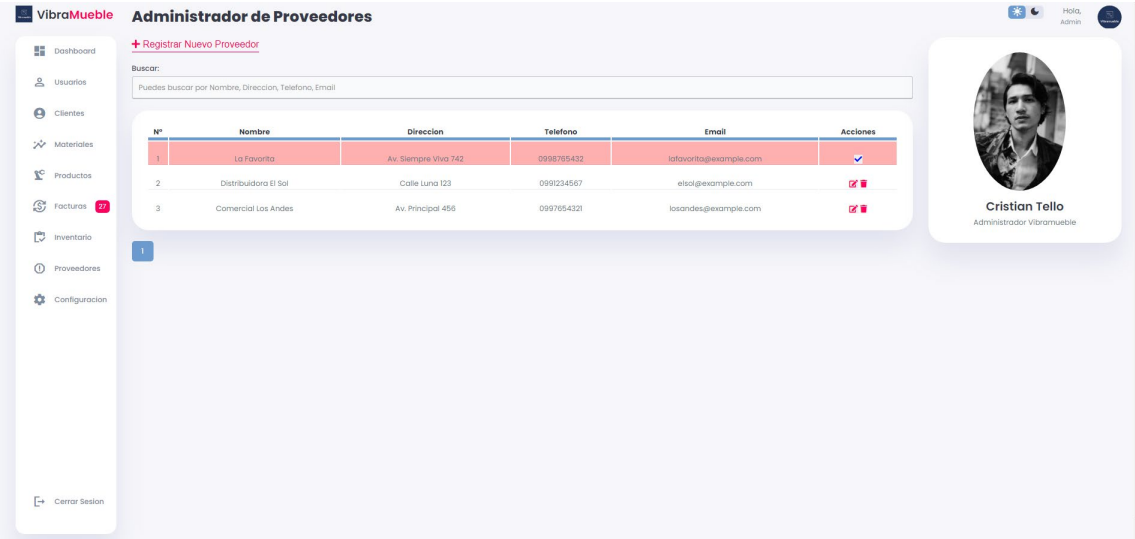 VibraMueble
Administrador de Proveedores
Hola,
Admin
Dashboard
Usuarios
Clientes
Materiales
Productos
Facturas 27
Inventario
Proveedores
Configuracion
Cerrar Sesion
+ Registrar Nuevo Proveedor
Buscar:
Puedes buscar por Nombre, Direccion, Telefono, Email
N° Nombre Direccion Telefono Email Acciones
1 La Favorita Av. Siempre Viva 742 0998765432 lafavorita@example.com
2 Distribuidora El Sol Calle Luna 123 0991234567 elsol@example.com
3 Comercial Los Andes Av. Principal 456 0997654321 losandes@example.com
1
Cristian Tello
Administrador Vibramueble